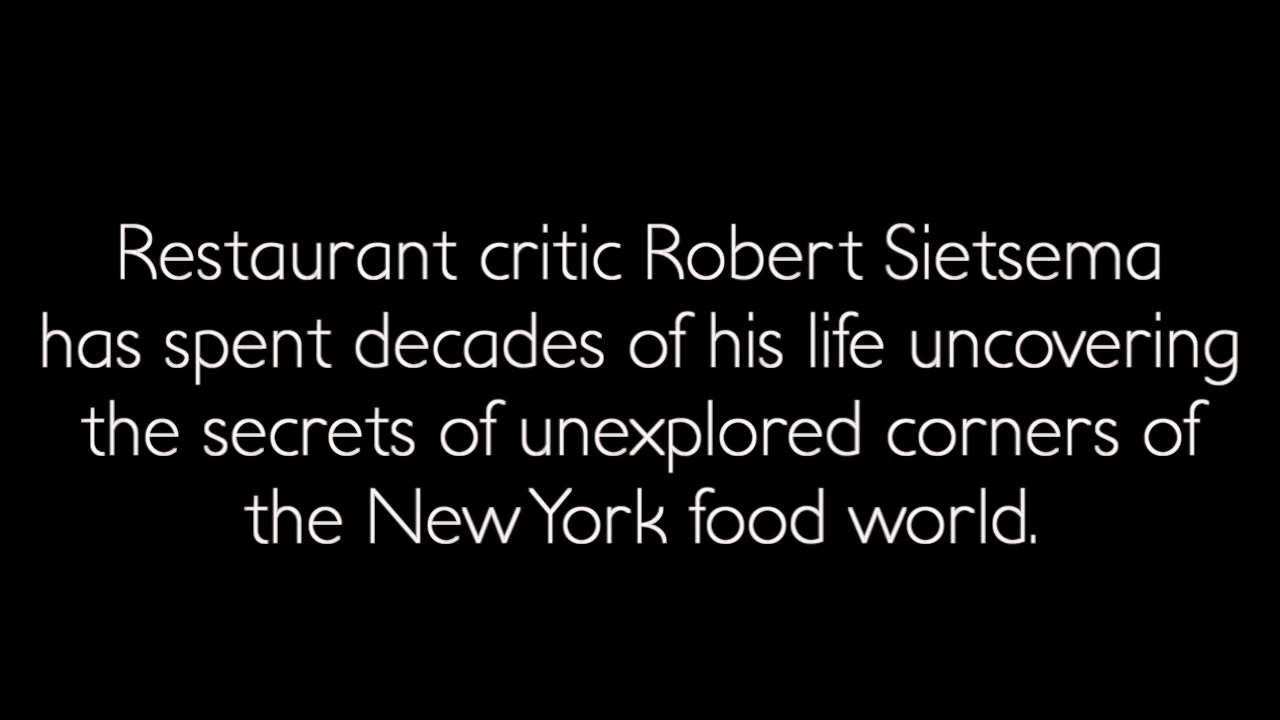 Restaurant critic Robert Sietsema
has spent decades of his life uncovering
the secrets of unexplored corners of
the New York food world.